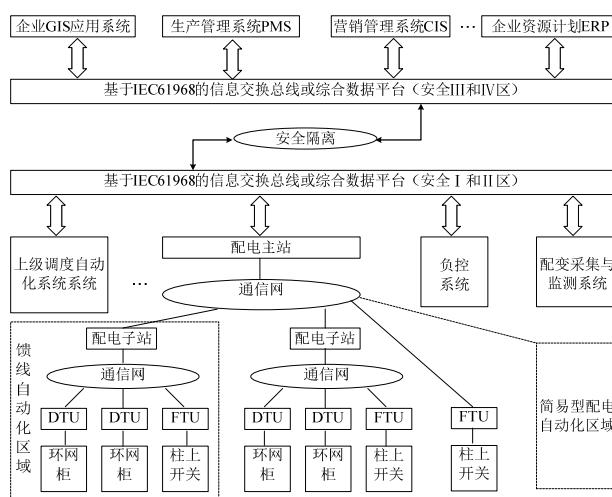 企业GIS应用系统
生产管理系统PMS
营销管理系统CIS
…
企业资源计划ERP
基于IEC61968的信息交换总线或综合数据平台（安全III和IV区）
安全隔离
基于IEC61968的信息交换总线或综合数据平台（安全Ⅰ和II区）
上级调度自动
化系统系统
…
配电主站
负控
系统
配变采集与
监测系统
通信网
馈线自动化区域
配电子站
配电子站
通信网
通信网
简易型配电
自动化区域
DTU
DTU
FTU
DTU
DTU
FTU
FTU
环网
柜
环网
柜
柱上
开关
环网
柜
环网
柜
柱上
开关
柱上
开关